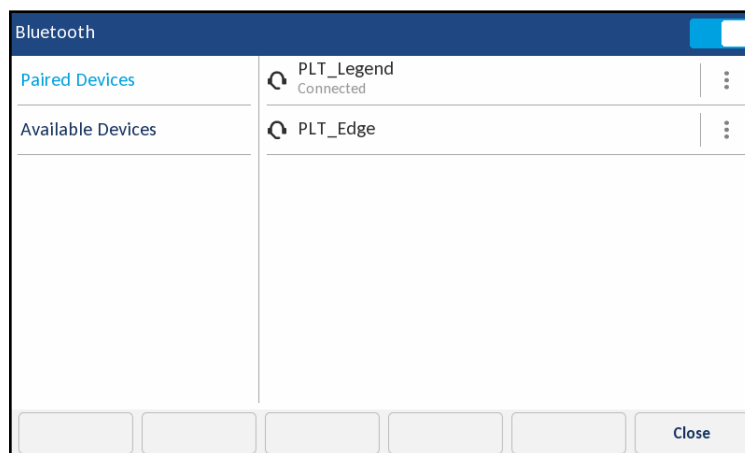 Bluetooth
Paired Devices
PLT_Legend
Connected
Available Devices
PLT_Edge
Close